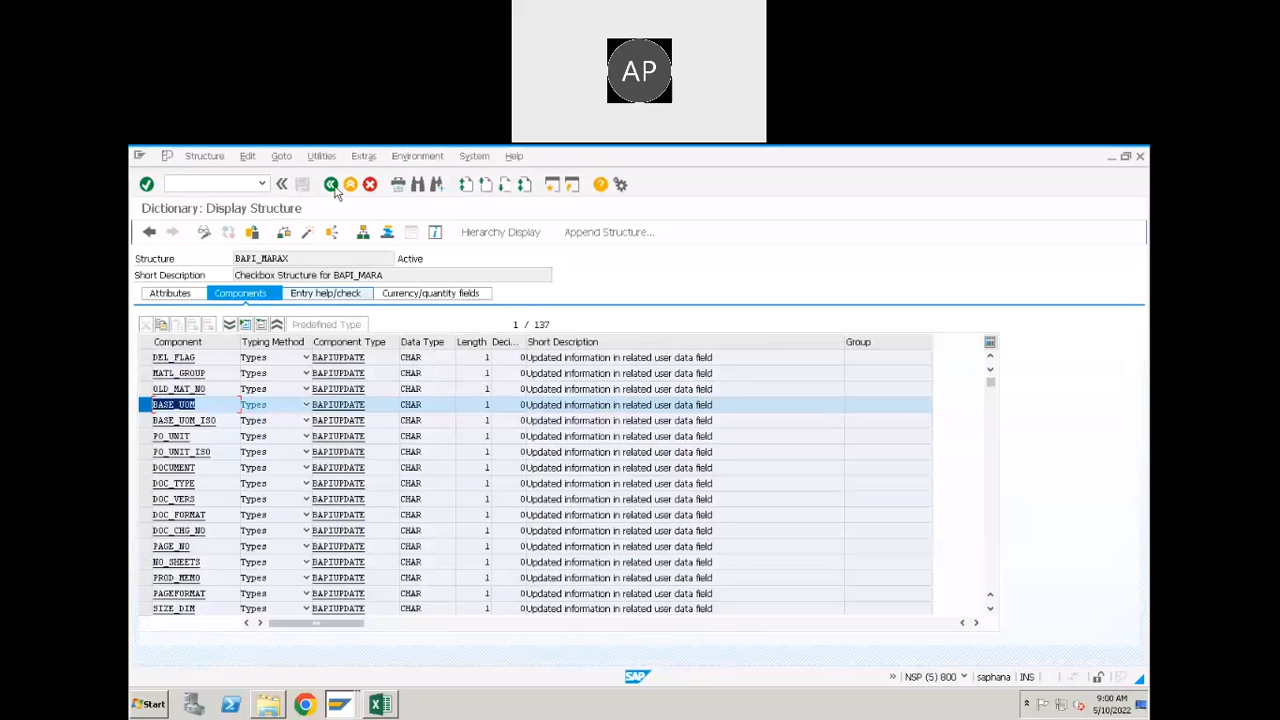 AP
Structure Edit Goto Utilities Extras Environment System Help
Dictionary: Display Structure
Hierarchy Display Append Structure...
Structure BAPI_MARAX Active
Short Description Checkbox Structure for BAPI_MARA
Attributes Components Entry help/check Currency/quantity fields
Predefined Type 1 / 137
Component Typing Method Component Type Data Type Length Deci... Short Description Group
DEL_FLAG Types BAPIUPDATE CHAR 1 0 Updated information in related user data field
MATL_GROUP Types BAPIUPDATE CHAR 1 0 Updated information in related user data field
OLD_MAT_NO Types BAPIUPDATE CHAR 1 0 Updated information in related user data field
BASE_UOM Types BAPIUPDATE CHAR 1 0 Updated information in related user data field
BASE_UOM_ISO Types BAPIUPDATE CHAR 1 0 Updated information in related user data field
PO_UNIT Types BAPIUPDATE CHAR 1 0 Updated information in related user data field
PO_UNIT_ISO Types BAPIUPDATE CHAR 1 0 Updated information in related user data field
DOCUMENT Types BAPIUPDATE CHAR 1 0 Updated information in related user data field
DOC_TYPE Types BAPIUPDATE CHAR 1 0 Updated information in related user data field
DOC_VERS Types BAPIUPDATE CHAR 1 0 Updated information in related user data field
DOC_FORMAT Types BAPIUPDATE CHAR 1 0 Updated information in related user data field
DOC_CHG_NO Types BAPIUPDATE CHAR 1 0 Updated information in related user data field
PAGE_NO Types BAPIUPDATE CHAR 1 0 Updated information in related user data field
NO_SHEETS Types BAPIUPDATE CHAR 1 0 Updated information in related user data field
PROD_MEMO Types BAPIUPDATE CHAR 1 0 Updated information in related user data field
PAGEFORMAT Types BAPIUPDATE CHAR 1 0 Updated information in related user data field
SIZE_DIM Types BAPIUPDATE CHAR 1 0 Updated information in related user data field
SAP » NSP (5) 800 saphana INS
Start 9:00 AM
5/10/2022